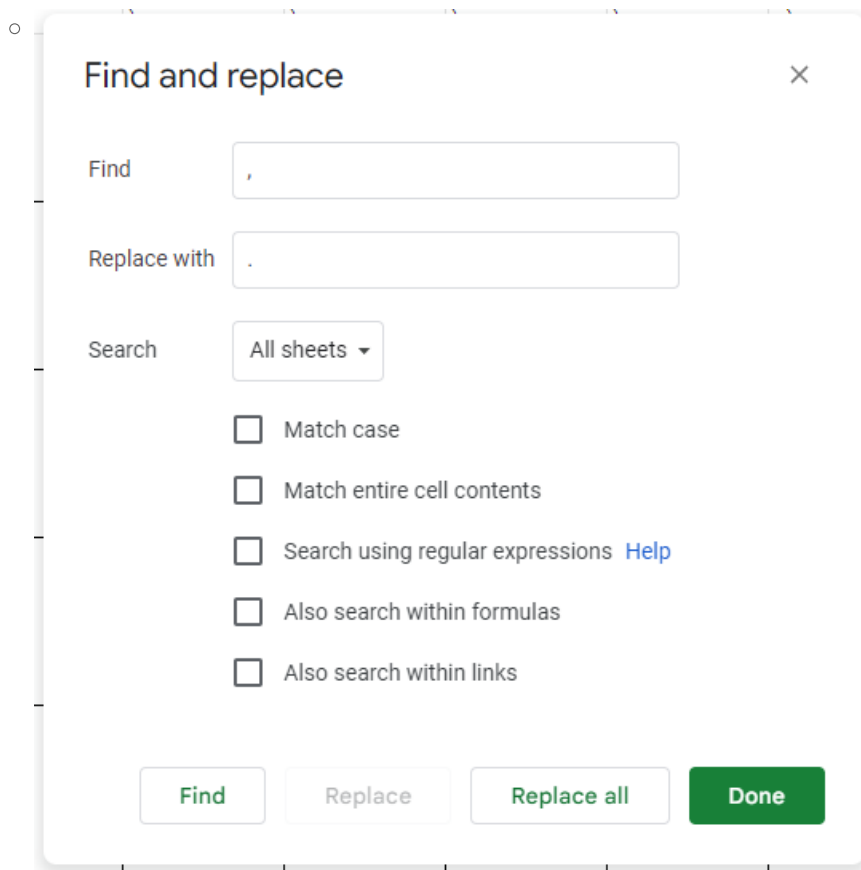 Find and replace
Find
,
Replace with
.
Search
All sheets
Match case
Match entire cell contents
Search using regular expressions Help
Also search within formulas
Also search within links
Find Replace Replace all Done